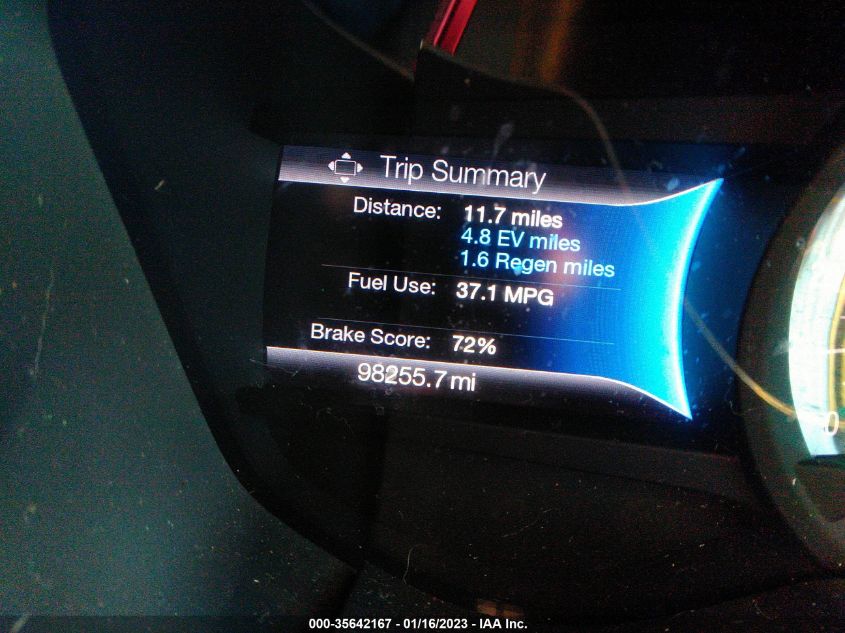 Trip Summary
Distance: 11.7 miles
4.8 EV miles
1.6 Regen miles
Fuel Use: 37.1 MPG
Brake Score: 72%
98255.7 mi
0
000-35642167 - 01/16/2023 - IAA Inc.